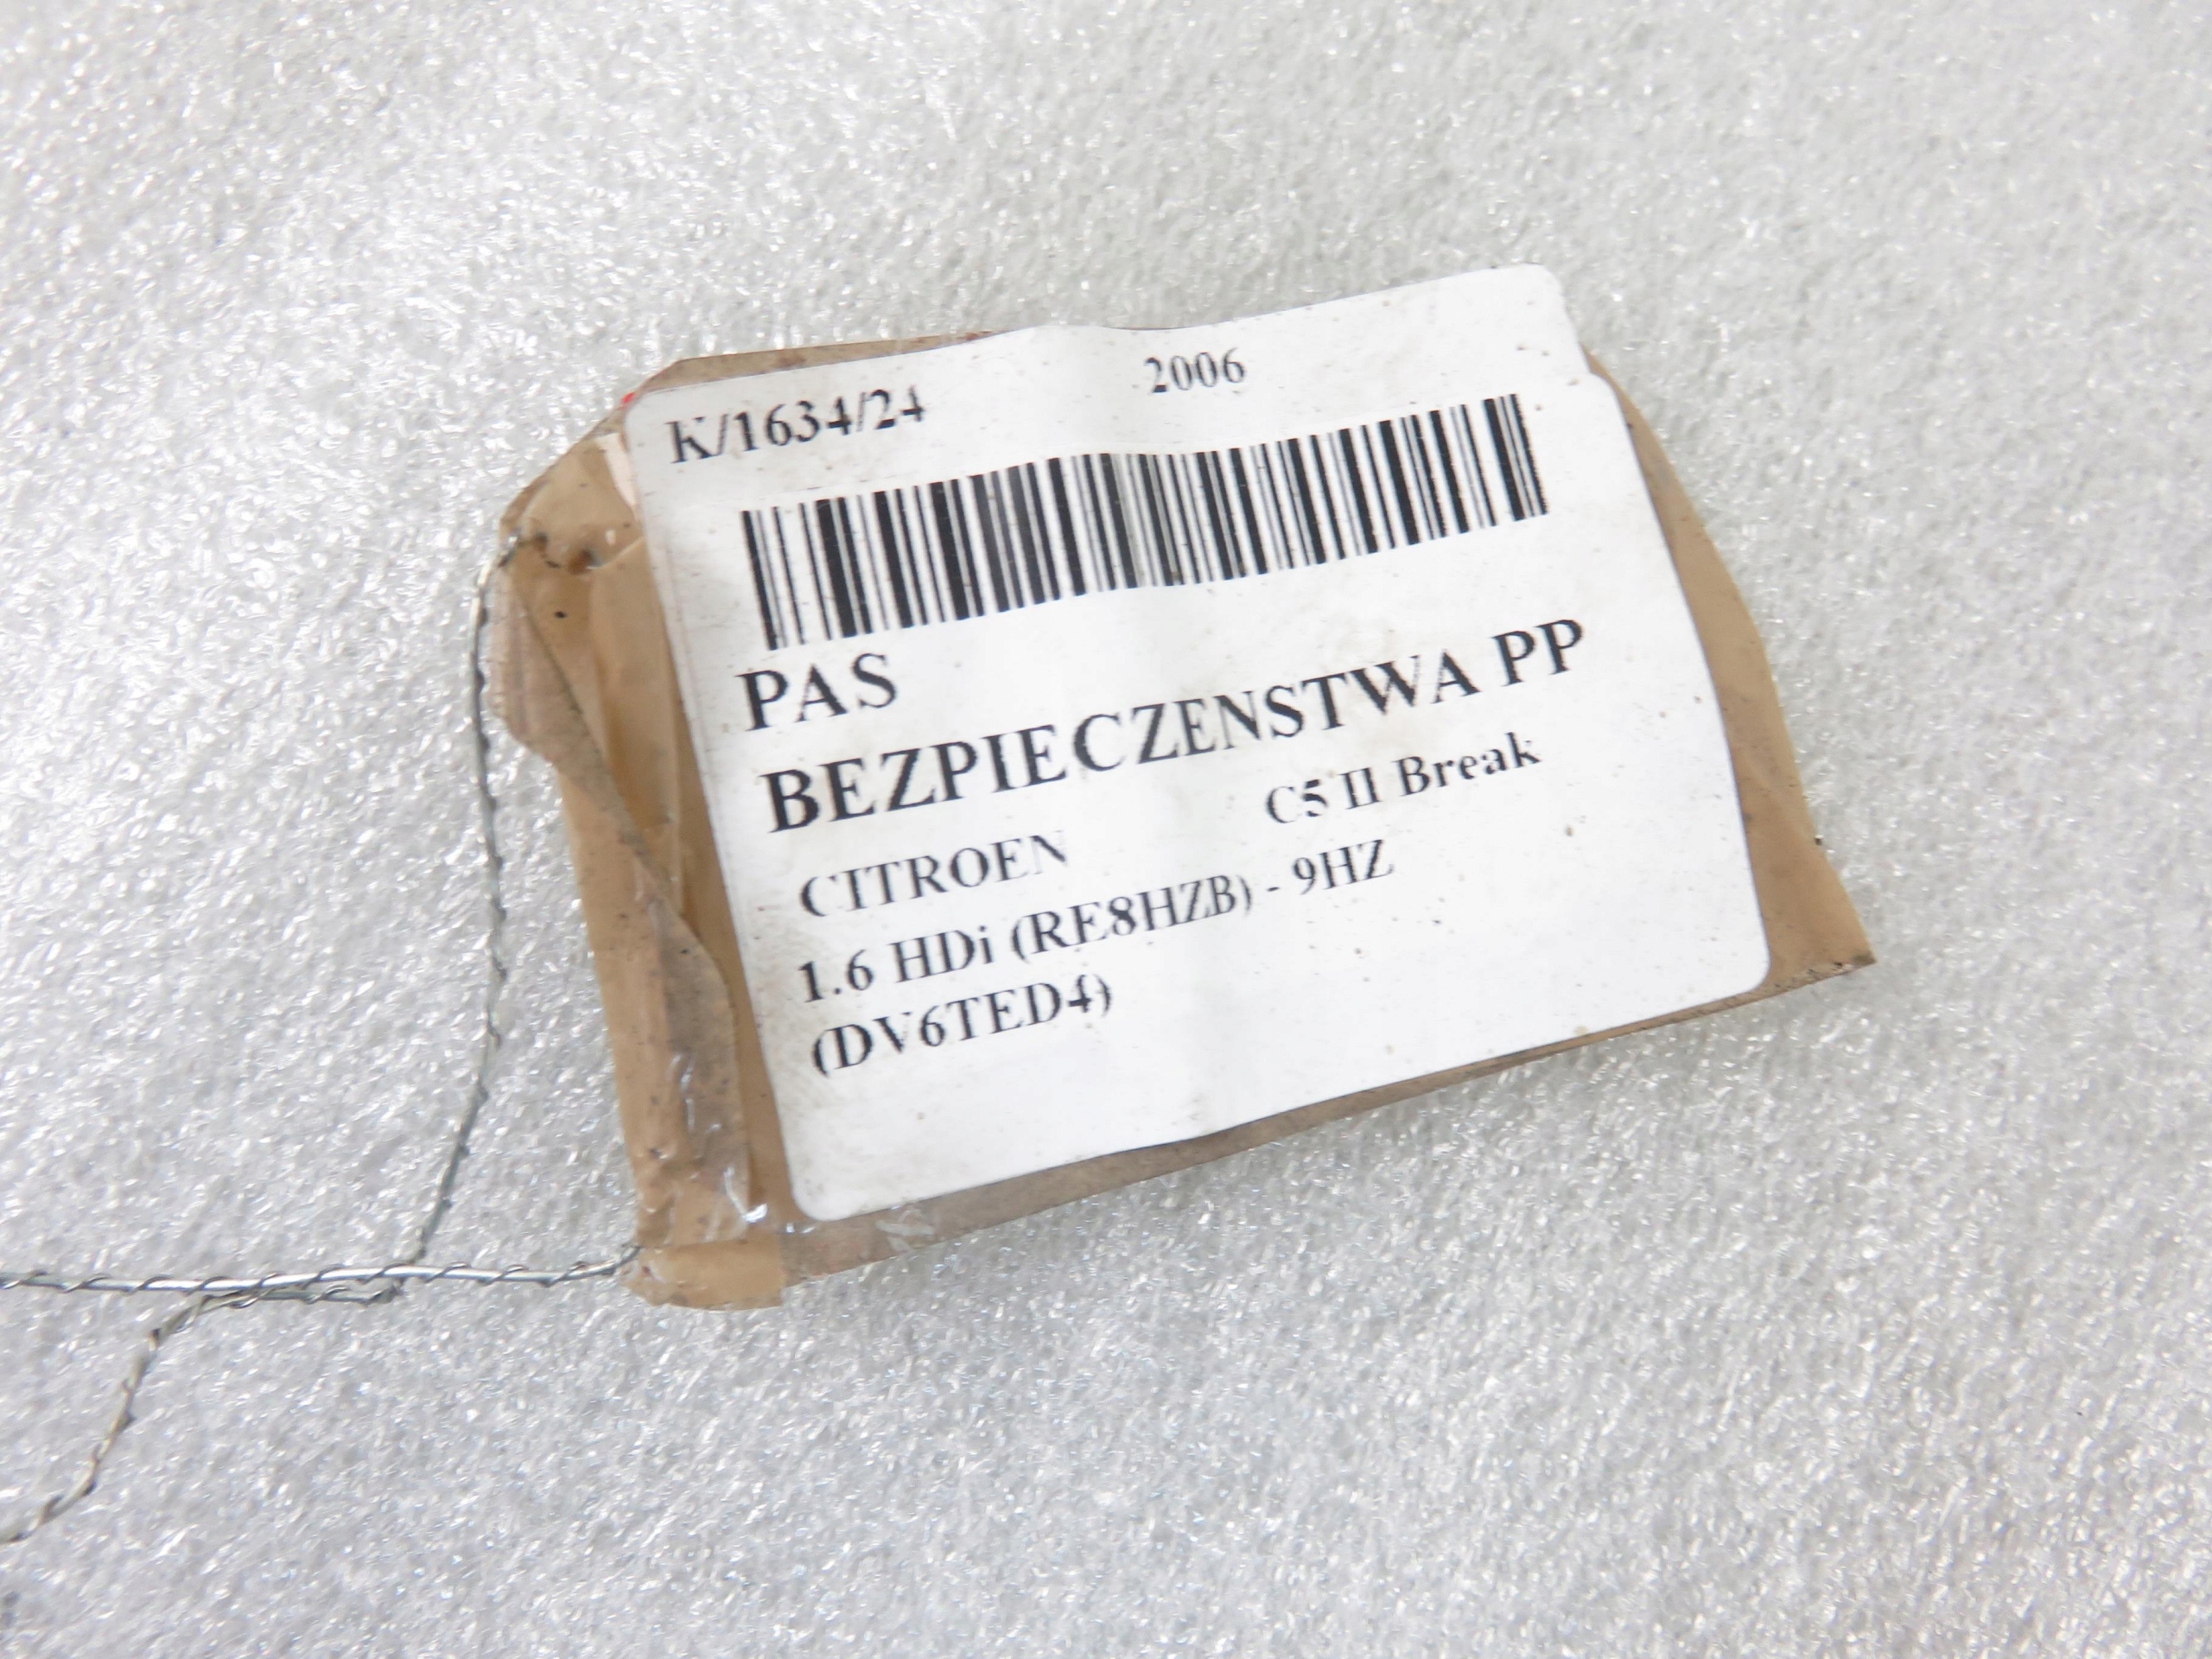 K/1634/24 2006
PAS
BEZPIECZENSTWA PP
CITROEN C5 II Break
1.6 HDi (RE8HZB) - 9HZ
(DV6TED4)